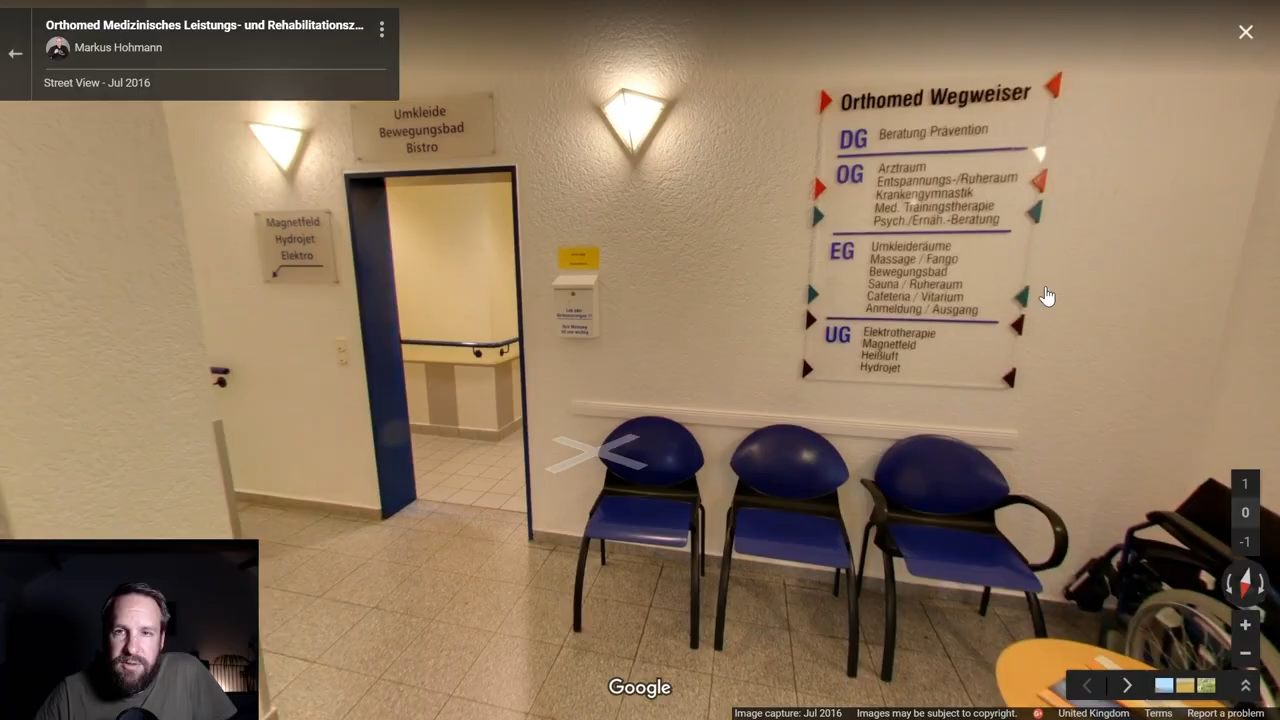 Orthomed Medizinisches Leistungs- und Rehabilitationsz...
Markus Hohmann
Street View - Jul 2016
Umkleide
Bewegungsbad
Bistro
Magnetfeld
Hydrojet
Elektro
Orthomed Wegweiser
DG Beratung Prävention
OG Arztraum
Entspannungs-/Ruheraum
Krankengymnastik
Med. Trainingstherapie
Psych./Ernäh.-Beratung
EG Umkleideräume
Massage / Fango
Bewegungsbad
Sauna / Ruheraum
Cafeteria / Vitarium
Anmeldung / Ausgang
UG Elektrotherapie
Magnetfeld
Heißluft
Hydrojet
1
0
-1
Google
Image capture: Jul 2016 Images may be subject to copyright. United Kingdom Terms Report a problem